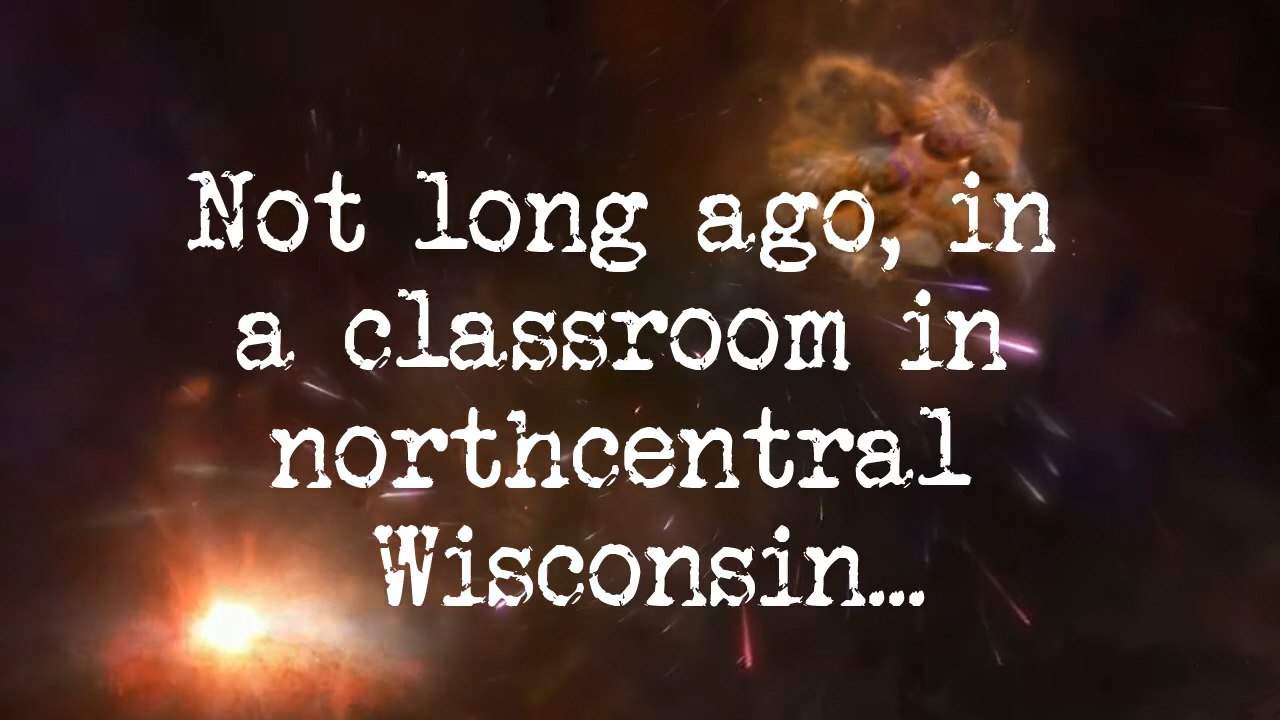 Not long ago, in
a classroom in
northcentral
Wisconsin...